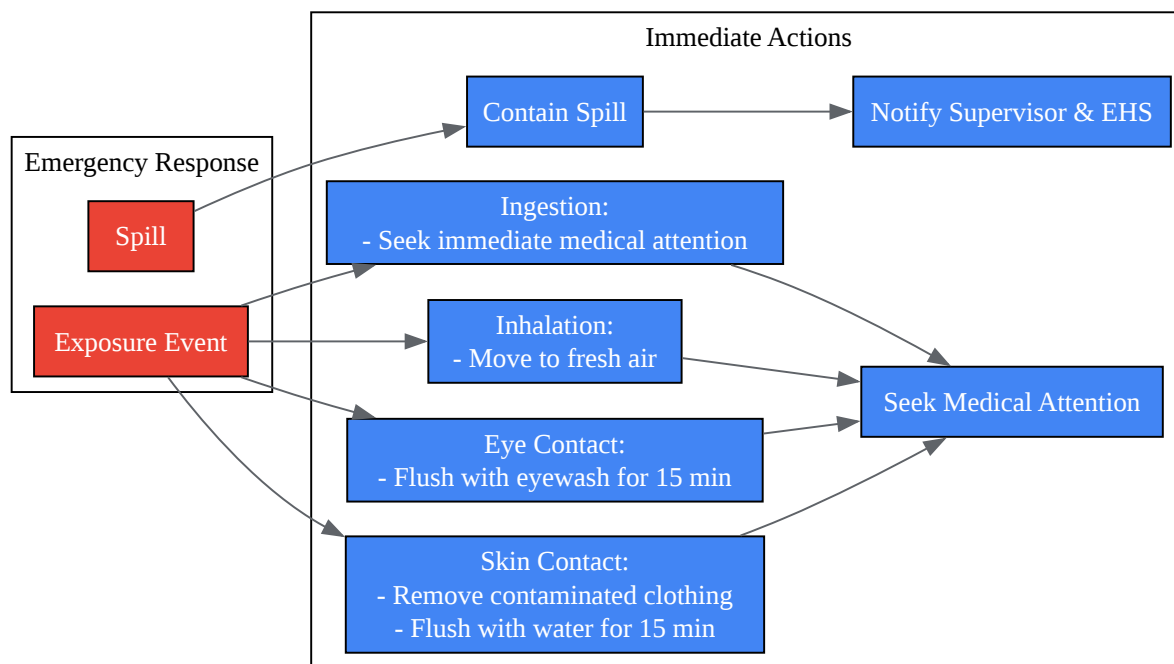 Immediate Actions
Contain Spill
Notify Supervisor & EHS
Emergency Response
Spill
Exposure Event
Ingestion:
- Seek immediate medical attention
Inhalation:
- Move to fresh air
Eye Contact:
- Flush with eyewash for 15 min
Skin Contact:
- Remove contaminated clothing
- Flush with water for 15 min
Seek Medical Attention